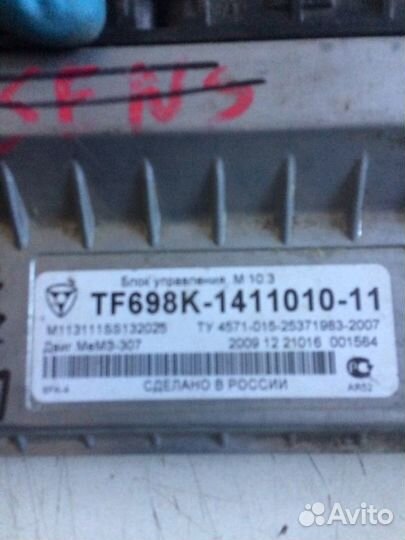 Блок управления, М 10.3
TF698K-1411010-11
M113111SS132025 ТУ 4571-015-25371983-2007
Двиг МеМЗ-307 2009 12 21016 001564
СДЕЛАНО В РОССИИ
АЯ52
Avito